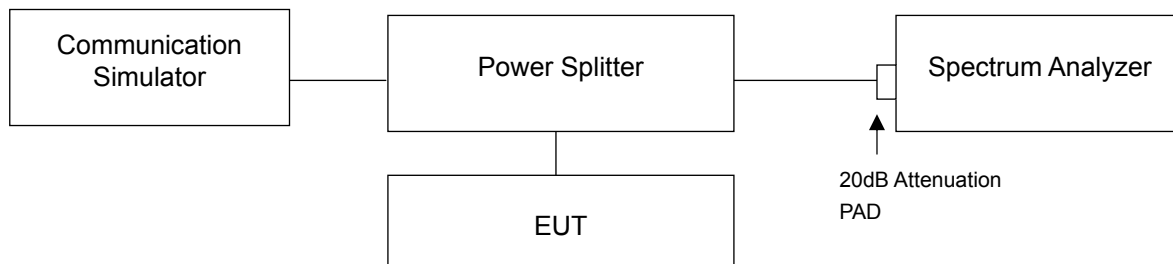 Communication
Simulator
Power Splitter
Spectrum Analyzer
20dB Attenuation
PAD
EUT